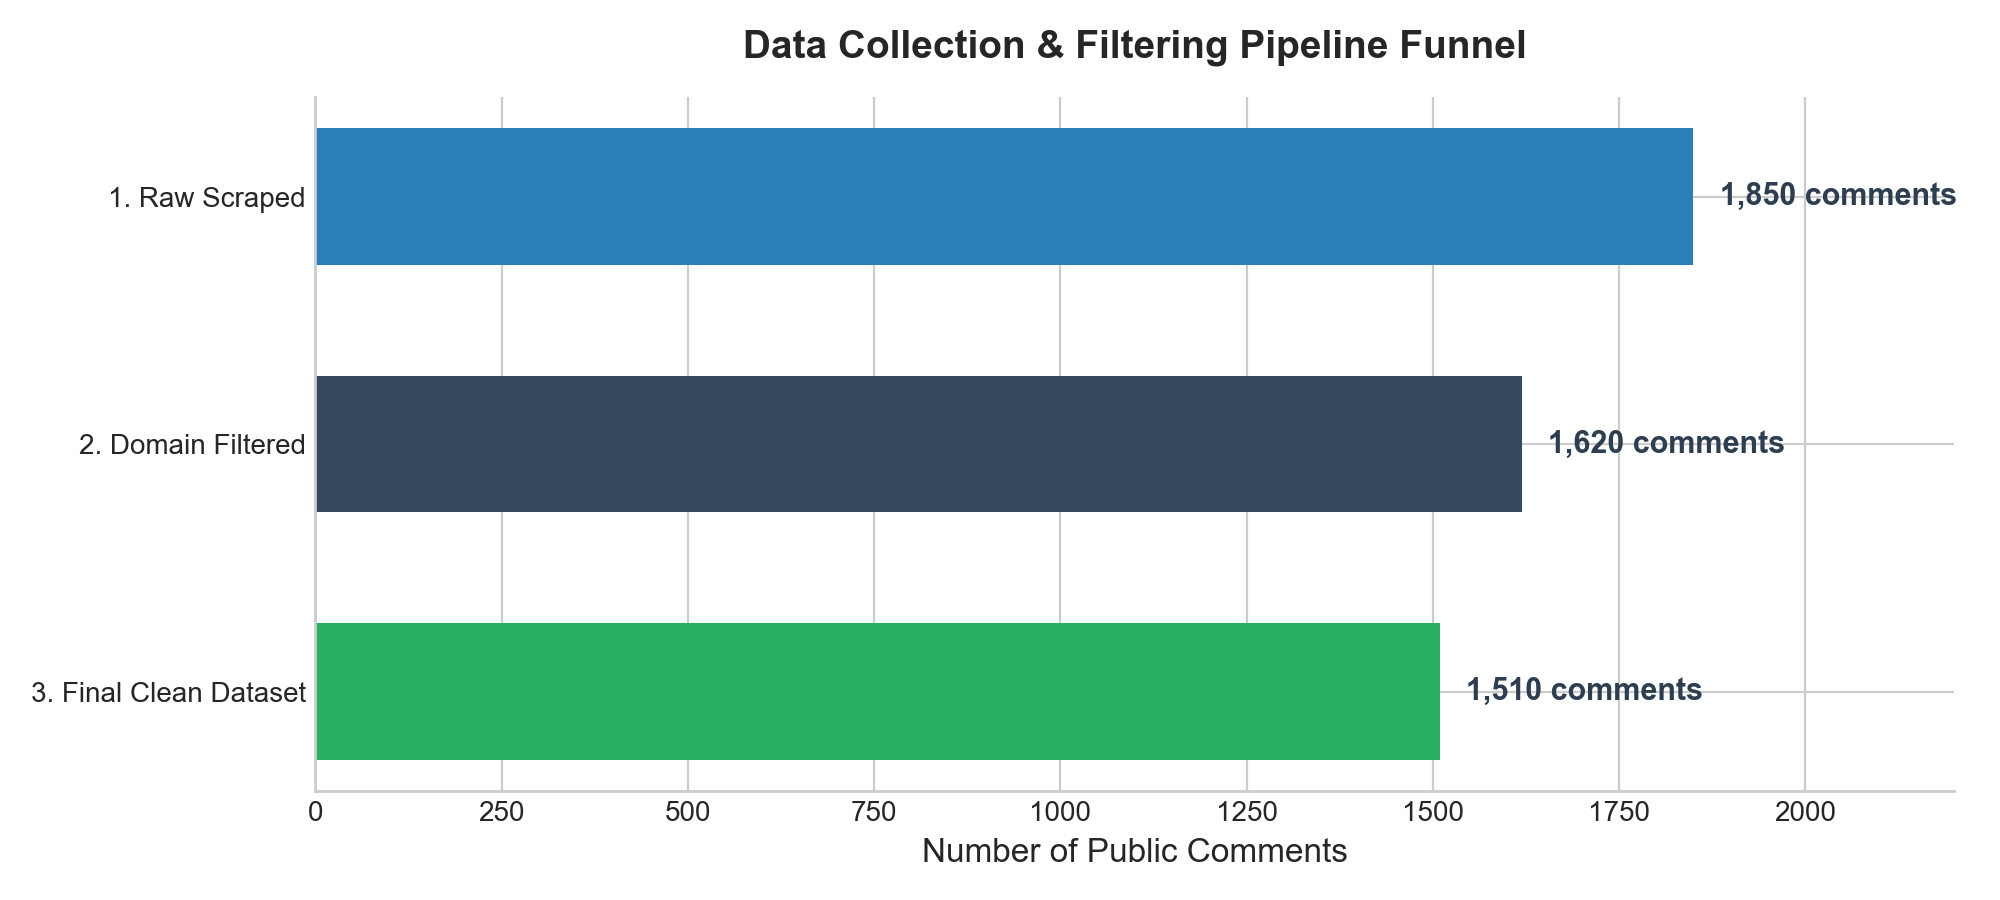 Data Collection & Filtering Pipeline Funnel
1. Raw Scraped
1,850 comments
2. Domain Filtered
1,620 comments
3. Final Clean Dataset
1,510 comments
0 250 500 750 1000 1250 1500 1750 2000
Number of Public Comments